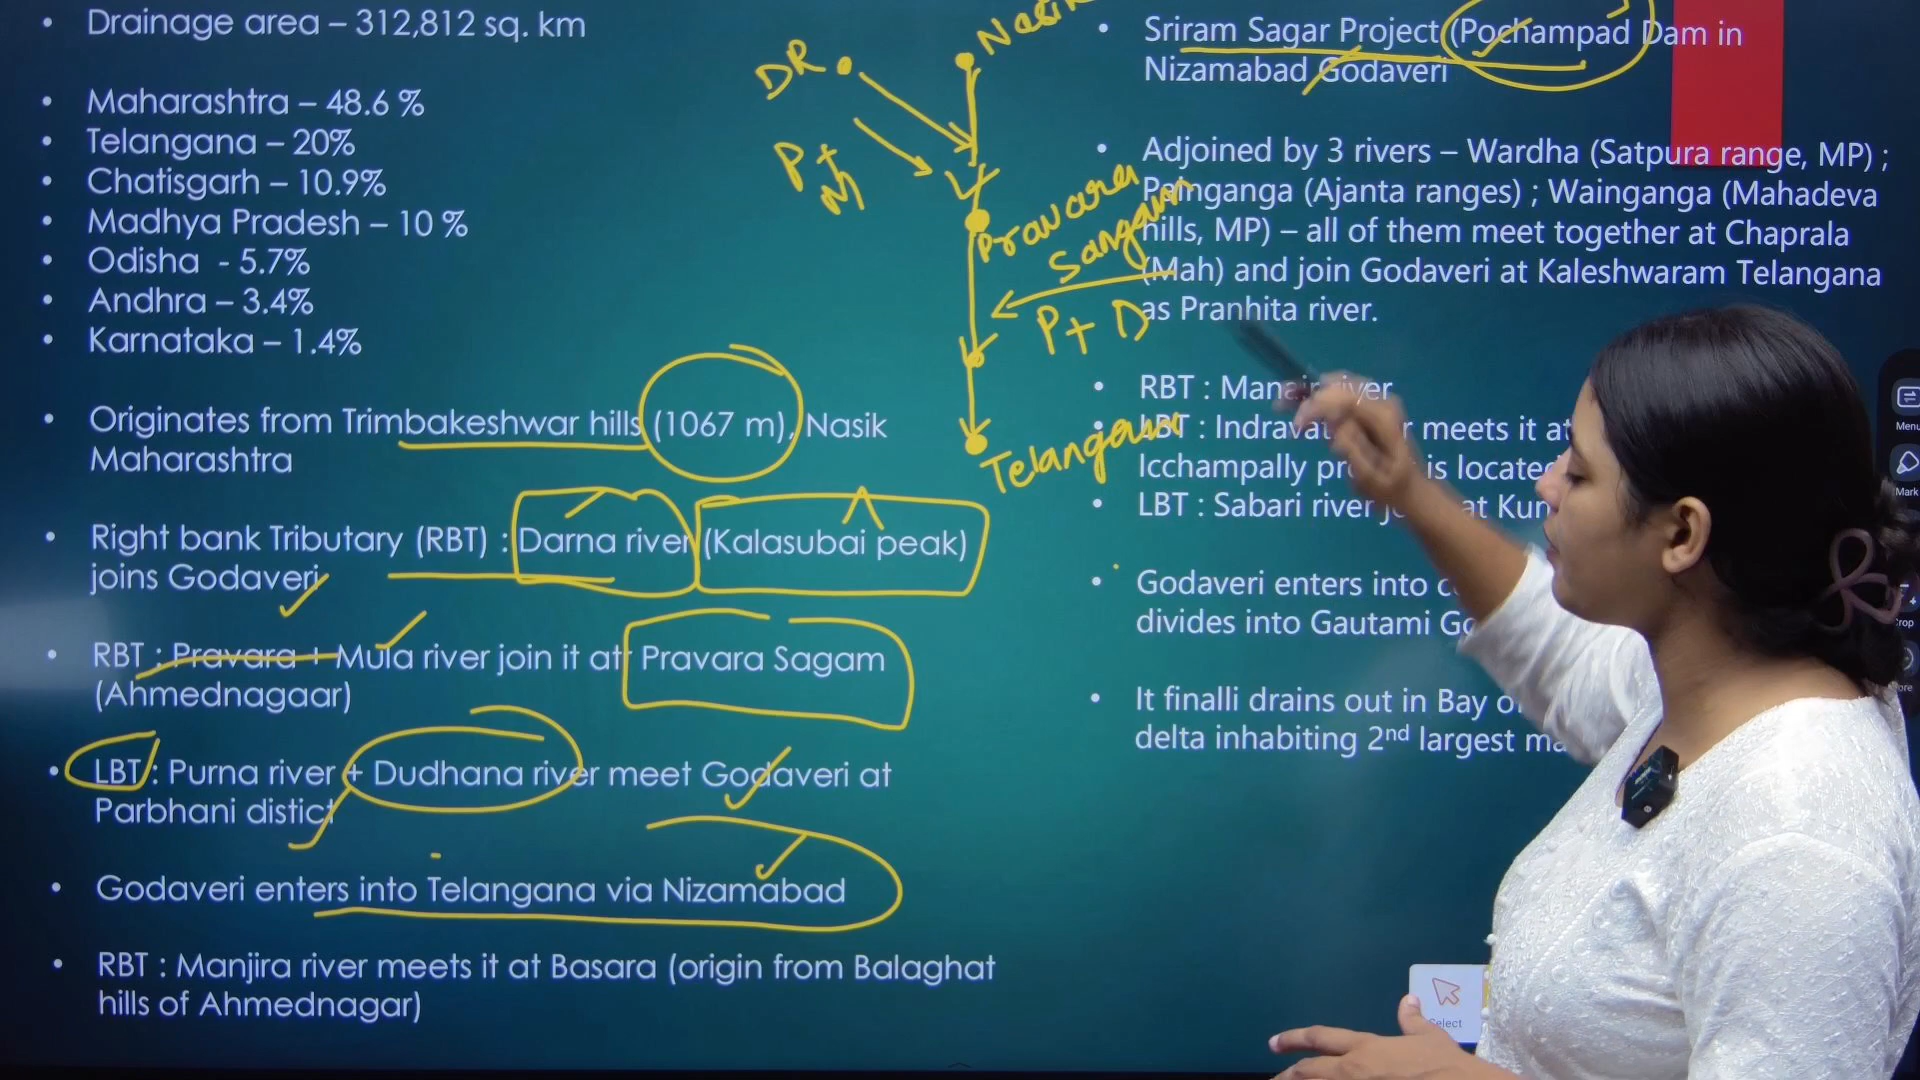 • Drainage area – 312,812 sq. km
• Maharashtra – 48.6 %
• Telangana – 20%
• Chatisgarh – 10.9%
• Madhya Pradesh – 10 %
• Odisha - 5.7%
• Andhra – 3.4%
• Karnataka – 1.4%
• Originates from Trimbakeshwar hills (1067 m), Nasik
Maharashtra
• Right bank Tributary (RBT) : Darna river (Kalasubai peak)
joins Godaveri
• RBT : Pravara + Mula river join it at Pravara Sagam
(Ahmednagaar)
• LBT : Purna river + Dudhana river meet Godaveri at
Parbhani distict
• Godaveri enters into Telangana via Nizamabad
• RBT : Manjira river meets it at Basara (origin from Balaghat
hills of Ahmednagar)
DR
Nasik
P + M
Pravara
Sangam
P + D
Telangana
• Sriram Sagar Project (Pochampad Dam in
Nizamabad Godaveri
• Adjoined by 3 rivers – Wardha (Satpura range, MP) ;
Painganga (Ajanta ranges) ; Wainganga (Mahadeva
hills, MP) – all of them meet together at Chaprala
(Mah) and join Godaveri at Kaleshwaram Telangana
as Pranhita river.
• RBT : Manair river
• LBT : Indravati meets it at
Icchampally is located
• LBT : Sabari river at
• Godaveri enters into
divides into Gautami
• It finalli drains out in Bay
delta inhabiting 2nd largest
Menu
Mark
Select